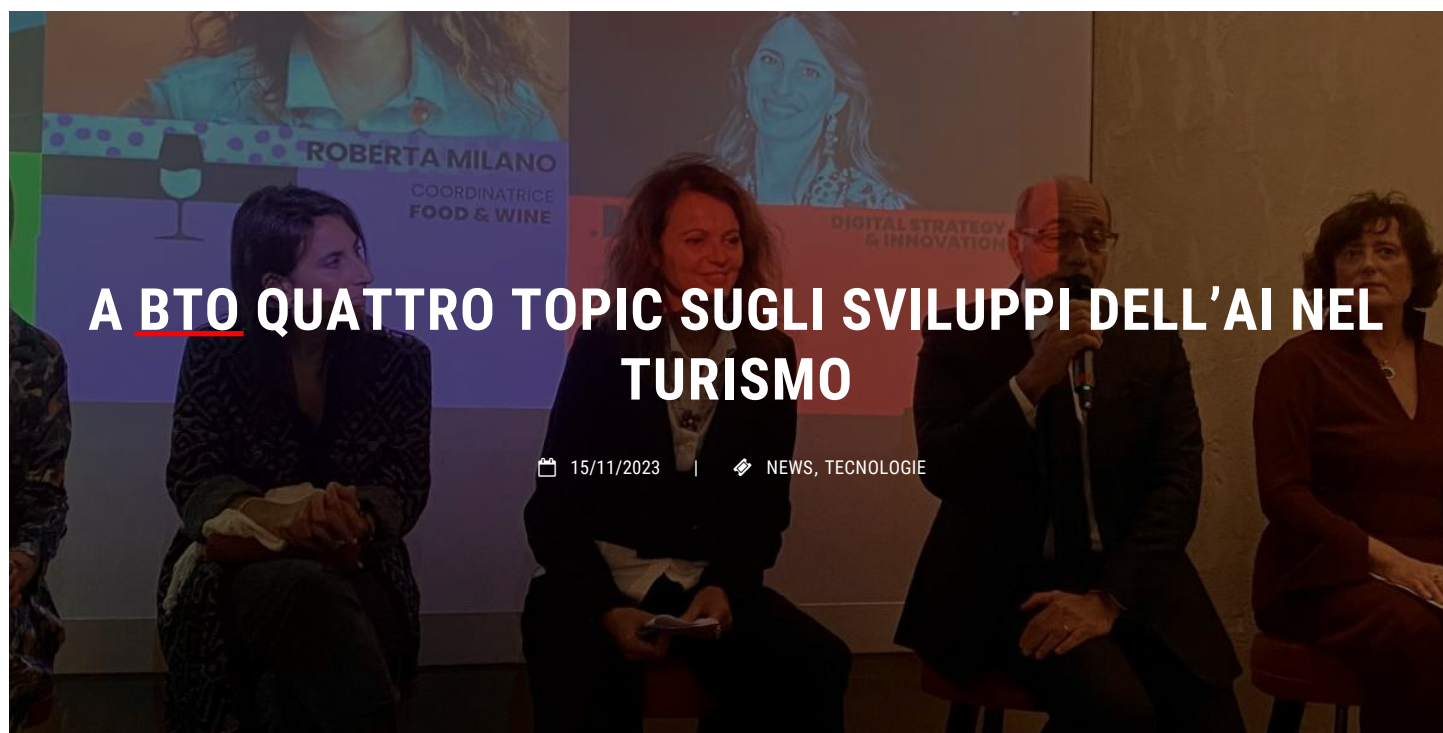 ROBERTA MILANO
COORDINATRICE
FOOD & WINE
DIGITAL STRATEGY
& INNOVATION
A BTO QUATTRO TOPIC SUGLI SVILUPPI DELL’AI NEL
TURISMO
15/11/2023 | NEWS, TECNOLOGIE